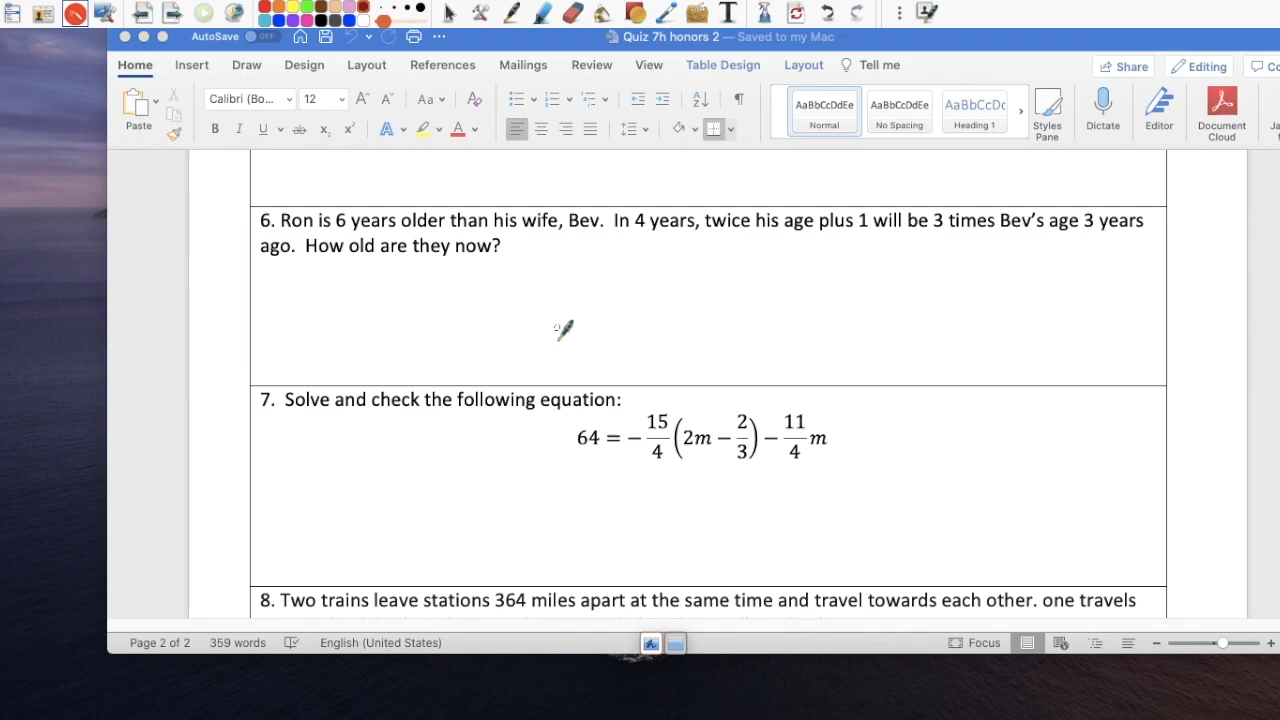 Quiz 7h honors 2 — Saved to my Mac
AutoSave OFF
Home Insert Draw Design Layout References Mailings Review View Table Design Layout Tell me
Share Editing Co
Paste
Calibri (Bo... 12
AaBbCcDdEe AaBbCcDdEe AaBbCcDc
Normal No Spacing Heading 1
Styles Pane Dictate Editor Document Cloud
6. Ron is 6 years older than his wife, Bev. In 4 years, twice his age plus 1 will be 3 times Bev's age 3 years
ago. How old are they now?
7. Solve and check the following equation:
64 = −15/4(2m − 2/3) − 11/4 m
8. Two trains leave stations 364 miles apart at the same time and travel towards each other. one travels
Page 2 of 2 359 words English (United States) Focus